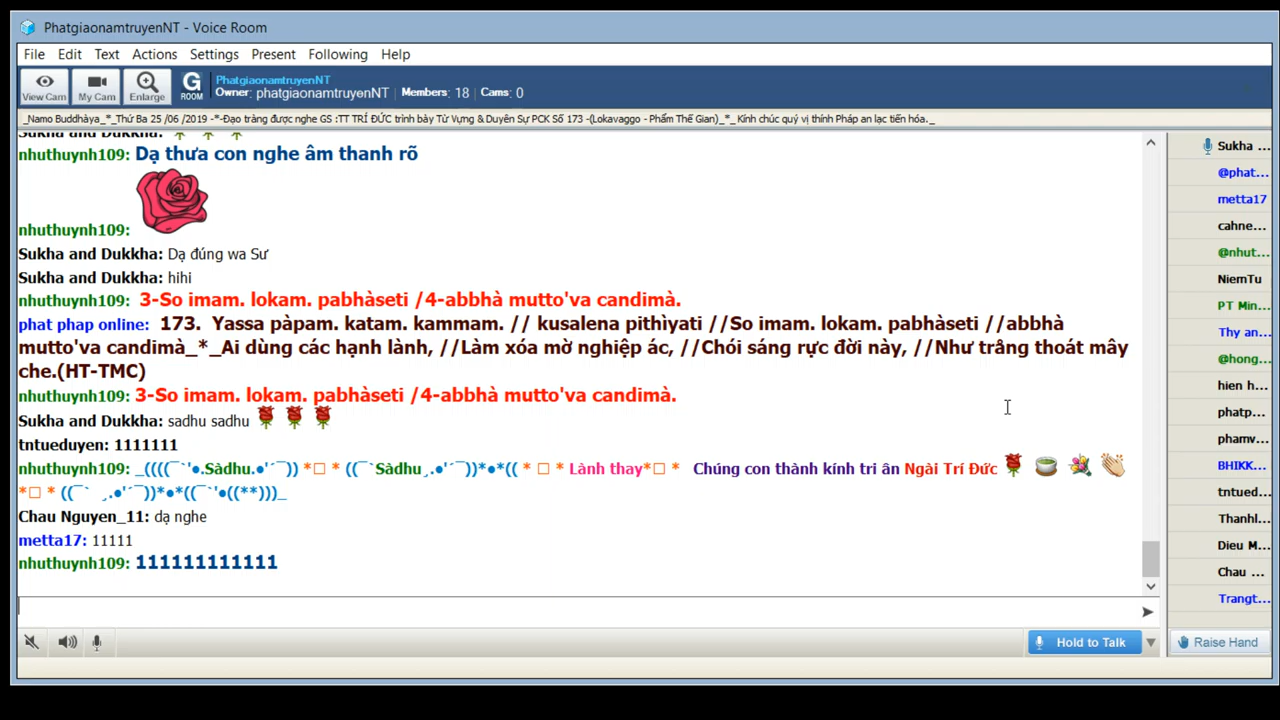 PhatgiaonamtruyenNT - Voice Room
File Edit Text Actions Settings Present Following Help
View Cam My Cam Enlarge G ROOM PhatgiaonamtruyenNT
Owner: phatgiaonamtruyenNT Members: 18 Cams: 0
_Namo Buddhàya_*_Thứ Ba 25 /06 /2019 -*-Đạo tràng được nghe GS :TT TRÍ ĐỨC trình bày Từ Vựng & Duyên Sự PCK Số 173 -(Lokavaggo - Phẩm Thế Gian)_*_ Kính chúc quý vị thính Pháp an lạc tiến hóa._
Sukha and Dukkha:
nhuthuynh109: Dạ thưa con nghe âm thanh rõ
nhuthuynh109:
Sukha and Dukkha: Dạ đúng wa Sư
Sukha and Dukkha: hihi
nhuthuynh109: 3-So imam. lokam. pabhàseti /4-abbhà mutto'va candimà.
phat phap online: 173. Yassa pàpam. katam. kammam. // kusalena pithìyati //So imam. lokam. pabhàseti //abbhà
mutto'va candimà_*_Ai dùng các hạnh lành, //Làm xóa mờ nghiệp ác, //Chói sáng rực đời này, //Như trăng thoát mây
che.(HT-TMC)
nhuthuynh109: 3-So imam. lokam. pabhàseti /4-abbhà mutto'va candimà.
Sukha and Dukkha: sadhu sadhu
tntueduyen: 1111111
nhuthuynh109: _((((¯`'●.Sàdhu.●'´¯)) *□ * ((¯`Sàdhu¸.●'´¯))*●*(( * □ * Lành thay*□ * Chúng con thành kính tri ân Ngài Trí Đức
*□ * ((¯` ¸.●'´¯))*●*((¯`'●((**)))_
Chau Nguyen_11: dạ nghe
metta17: 11111
nhuthuynh109: 111111111111
Sukha ...
@phat...
metta17
cahne...
@nhut...
NiemTu
PT Min...
Thy an...
@hong...
hien h...
phatp...
phamv...
BHIKK...
tntued...
Thanhl...
Dieu M...
Chau ...
Trangt...
Hold to Talk
Raise Hand